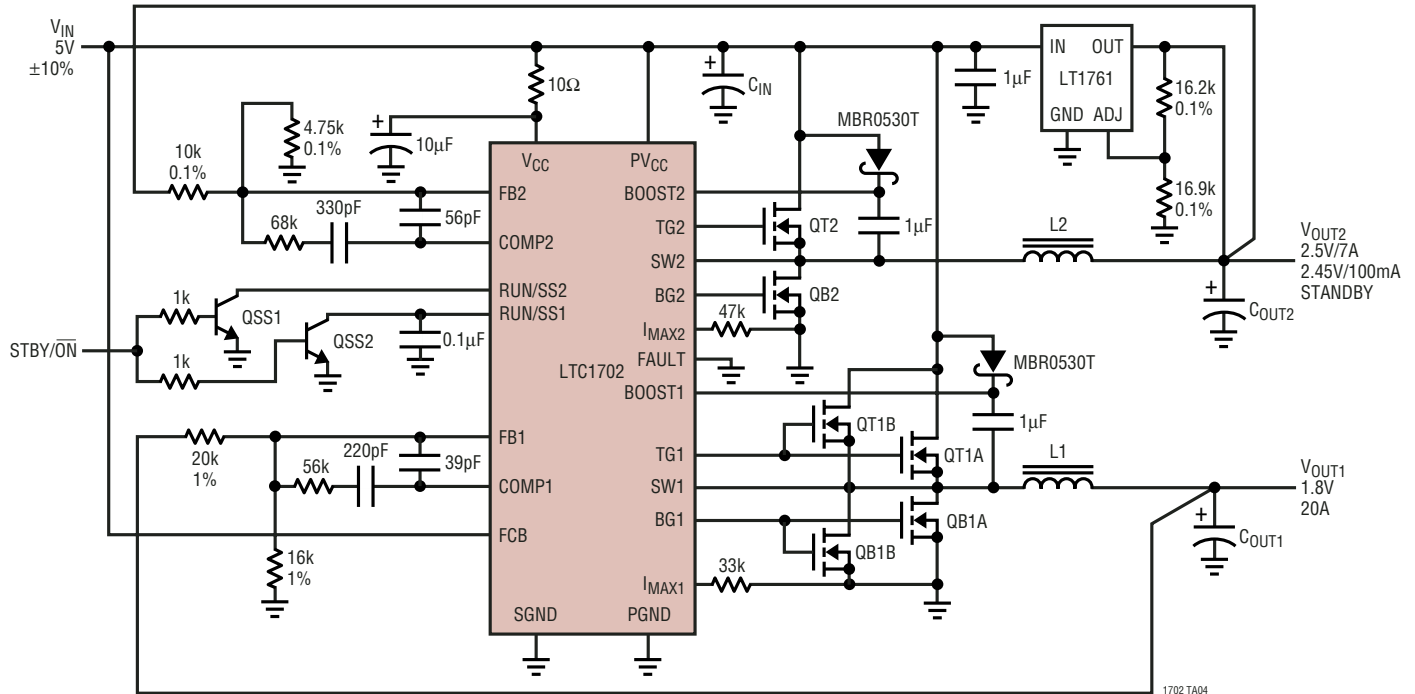 VIN
5V
±10%
10Ω
10µF
+
CIN
+
1µF
IN OUT
LT1761
GND ADJ
16.2k
0.1%
16.9k
0.1%
MBR0530T
4.75k
0.1%
10k
0.1%
330pF
68k
56pF
VCC
PVCC
FB2
COMP2
RUN/SS2
RUN/SS1
LTC1702
FB1
COMP1
FCB
SGND
PGND
BOOST2
TG2
SW2
BG2
IMAX2
FAULT
BOOST1
TG1
SW1
BG1
IMAX1
QT2
1µF
QB2
47k
L2
VOUT2
2.5V/7A
2.45V/100mA
STANDBY
+
COUT2
1k
QSS1
STBY/ON
QSS2
1k
0.1µF
MBR0530T
QT1B
1µF
QT1A
L1
VOUT1
1.8V
20A
+
COUT1
QB1A
QB1B
33k
20k
1%
220pF
56k
39pF
16k
1%
1702 TA04